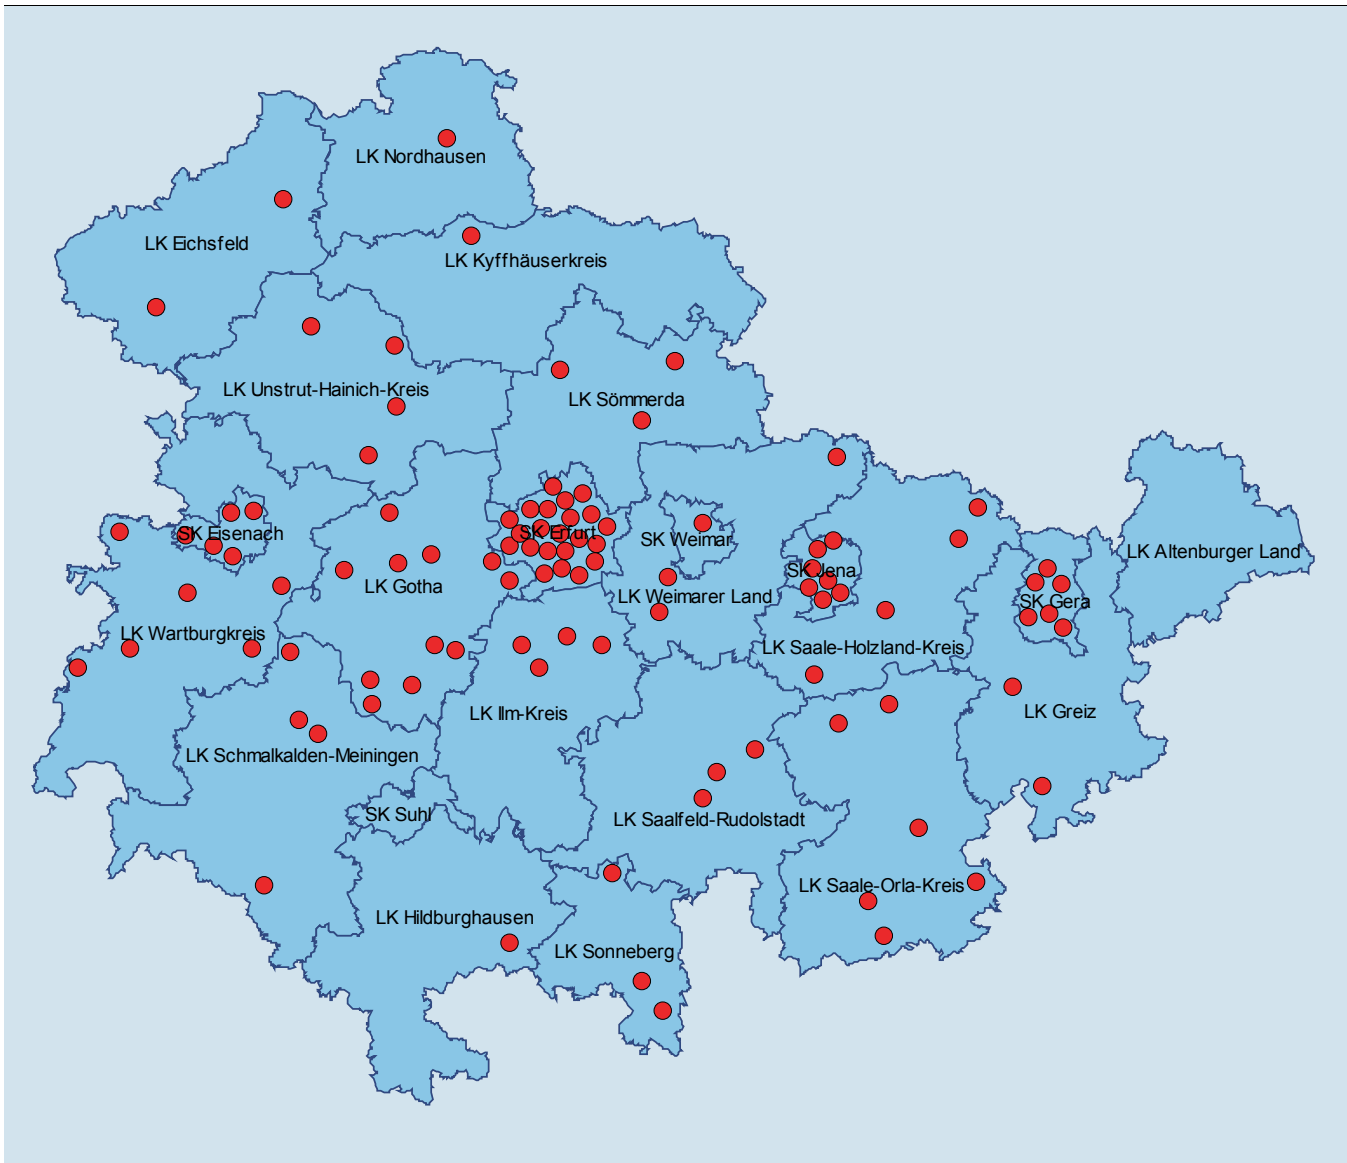 LK Nordhausen
LK Eichsfeld
LK Kyffhäuserkreis
LK Unstrut-Hainich-Kreis
LK Sömmerda
SK Eisenach
SK Erfurt
SK Weimar
LK Altenburger Land
SK Jena
LK Gotha
LK Weimarer Land
SK Gera
LK Wartburgkreis
LK Saale-Holzland-Kreis
LK Ilm-Kreis
LK Greiz
LK Schmalkalden-Meiningen
SK Suhl
LK Saalfeld-Rudolstadt
LK Saale-Orla-Kreis
LK Hildburghausen
LK Sonneberg